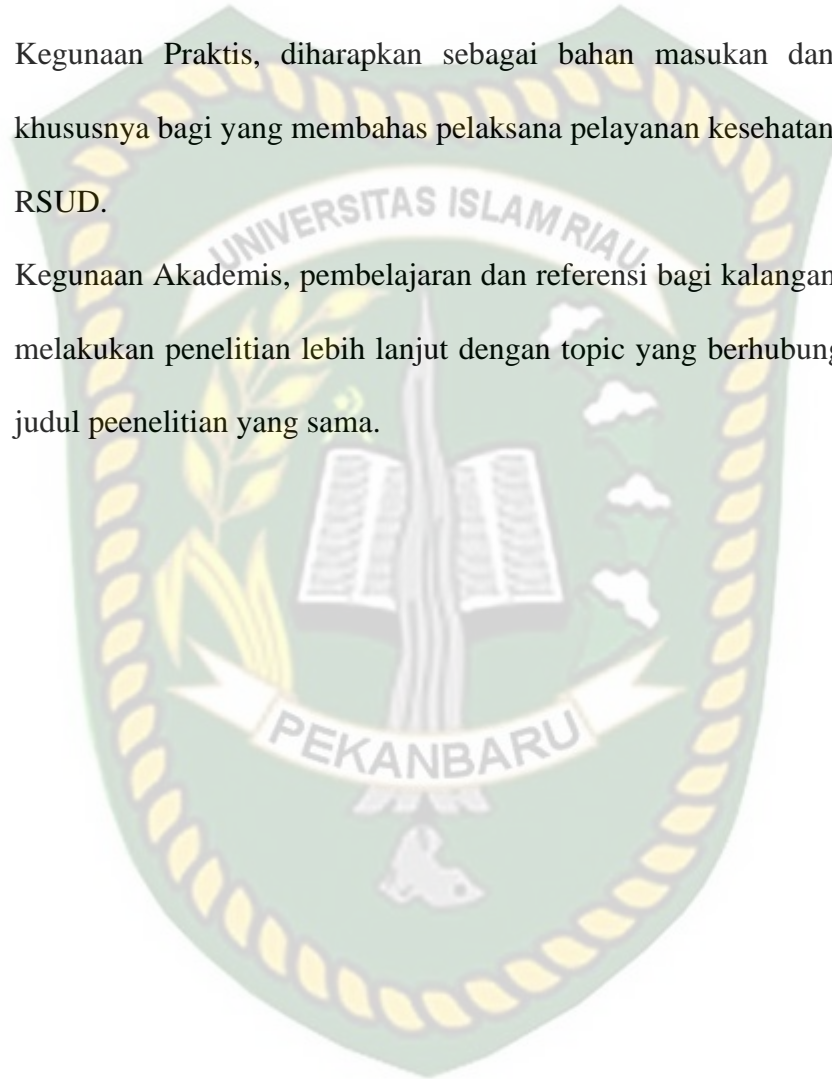 Kegunaan Praktis, diharapkan sebagai bahan masukan dan
khususnya bagi yang membahas pelaksana pelayanan kesehatan
RSUD.
UNIVERSITAS ISLAM RIAU
Kegunaan Akademis, pembelajaran dan referensi bagi kalangan
melakukan penelitian lebih lanjut dengan topic yang berhubung
judul peenelitian yang sama.
PEKANBARU